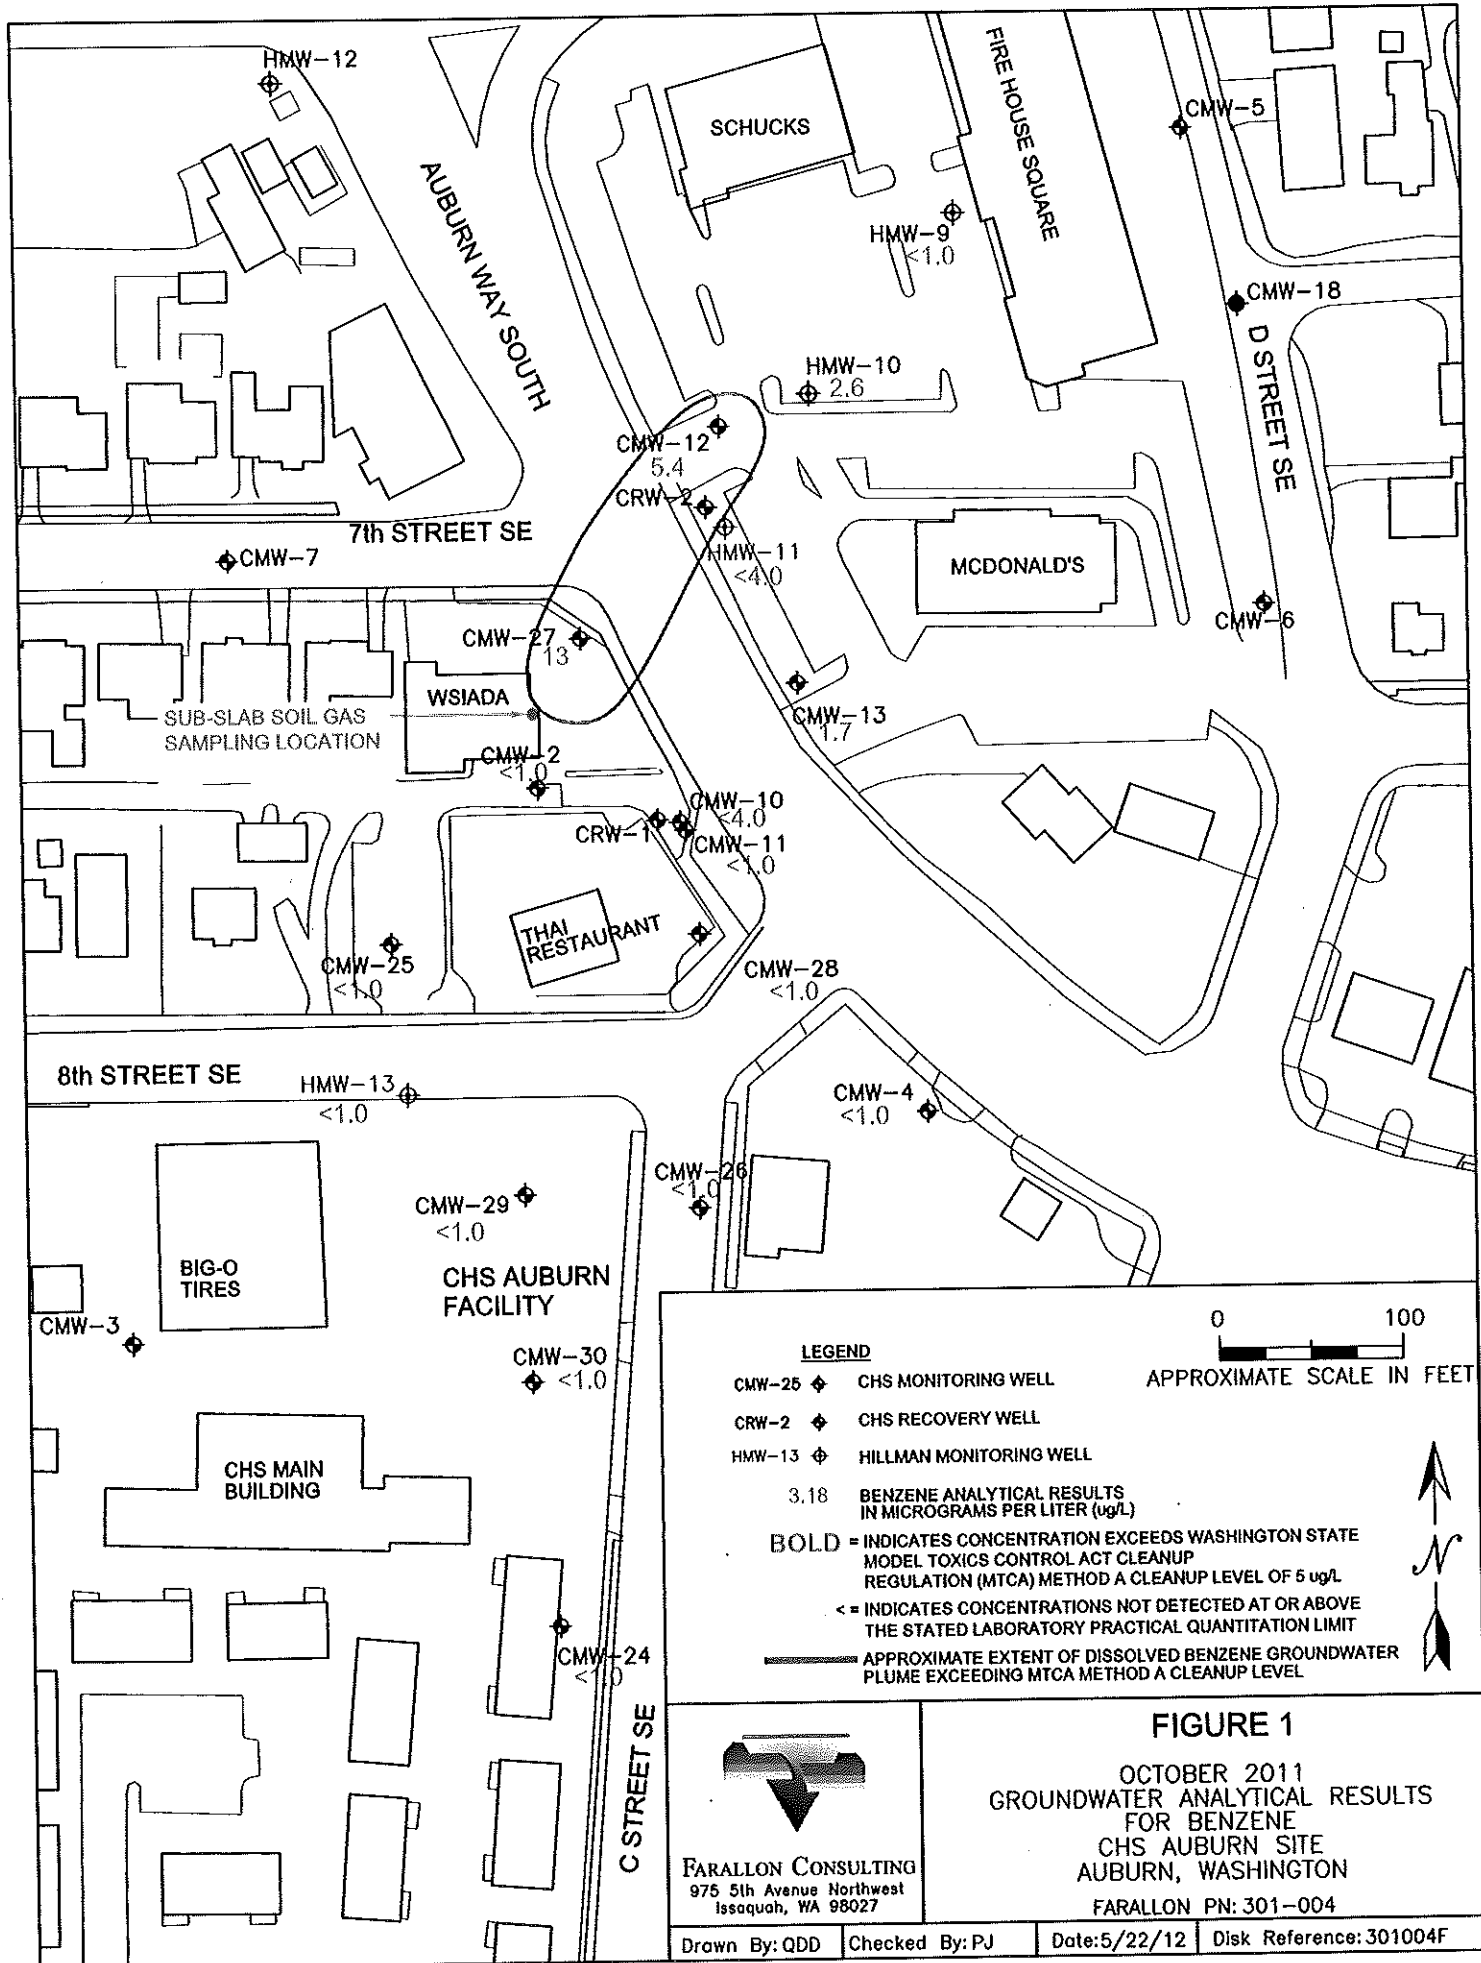 HMW-12
SCHUCKS
FIRE HOUSE SQUARE
CMW-5
AUBURN WAY SOUTH
HMW-9
<1.0
CMW-18
D STREET SE
HMW-10
2.6
CMW-12
5.4
CRW-2
7th STREET SE
HMW-11
<4.0
CMW-7
MCDONALD'S
CMW-6
CMW-27
13
WSIADA
SUB-SLAB SOIL GAS
SAMPLING LOCATION
CMW-13
1.7
CMW-2
<1.0
CMW-10
<4.0
CRW-1
CMW-11
<1.0
THAI
RESTAURANT
CMW-25
<1.0
CMW-28
<1.0
8th STREET SE
HMW-13
<1.0
CMW-4
<1.0
CMW-26
<1.0
CMW-29
<1.0
BIG-O
TIRES
CHS AUBURN
FACILITY
CMW-3
CMW-30
<1.0
CHS MAIN
BUILDING
CMW-24
<1.0
C STREET SE
0 100
APPROXIMATE SCALE IN FEET
LEGEND
CMW-25 CHS MONITORING WELL
CRW-2 CHS RECOVERY WELL
HMW-13 HILLMAN MONITORING WELL
3.18 BENZENE ANALYTICAL RESULTS
IN MICROGRAMS PER LITER (ug/L)
BOLD = INDICATES CONCENTRATION EXCEEDS WASHINGTON STATE
MODEL TOXICS CONTROL ACT CLEANUP
REGULATION (MTCA) METHOD A CLEANUP LEVEL OF 5 ug/L
< = INDICATES CONCENTRATIONS NOT DETECTED AT OR ABOVE
THE STATED LABORATORY PRACTICAL QUANTITATION LIMIT
APPROXIMATE EXTENT OF DISSOLVED BENZENE GROUNDWATER
PLUME EXCEEDING MTCA METHOD A CLEANUP LEVEL
N
FARALLON CONSULTING
975 5th Avenue Northwest
Issaquah, WA 98027
FIGURE 1
OCTOBER 2011
GROUNDWATER ANALYTICAL RESULTS
FOR BENZENE
CHS AUBURN SITE
AUBURN, WASHINGTON
FARALLON PN: 301-004
Drawn By: QDD
Checked By: PJ
Date: 5/22/12
Disk Reference: 301004F